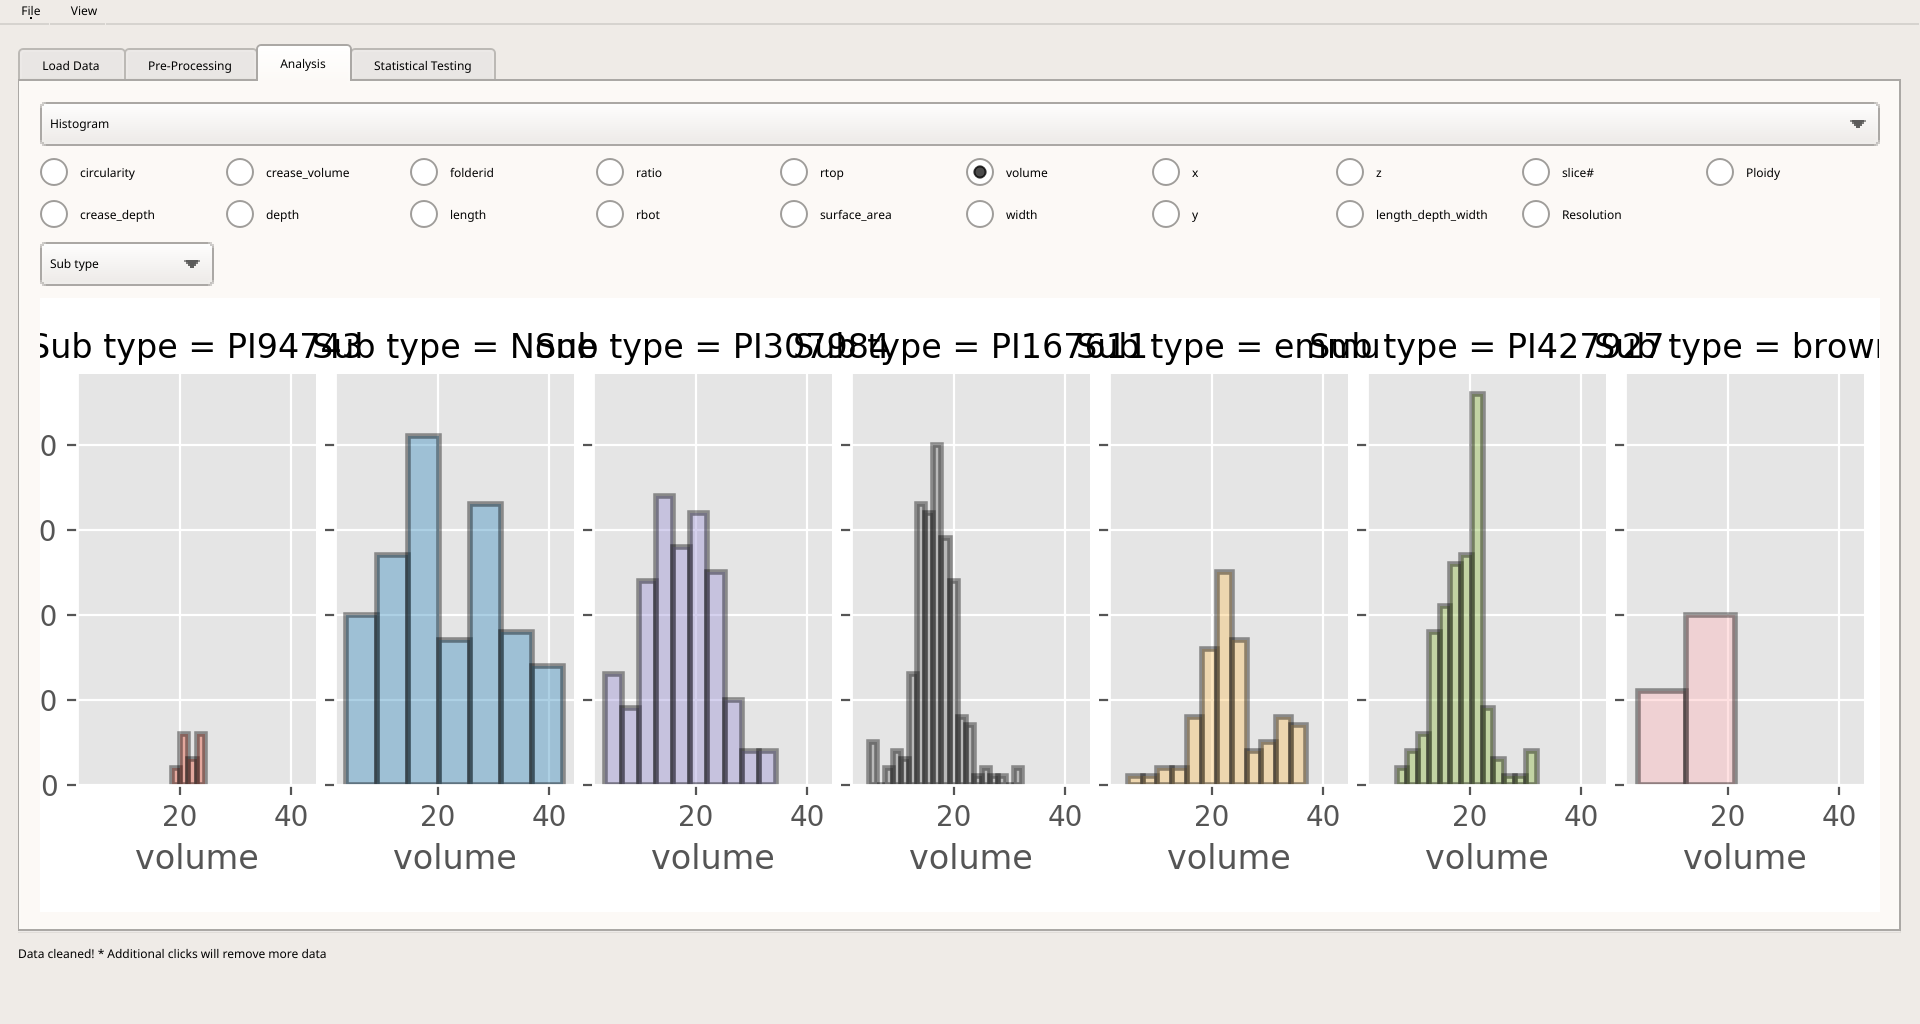 File View
Load Data Pre-Processing Analysis Statistical Testing
Histogram
circularity crease_volume folderid ratio rtop volume x z slice# Ploidy
crease_depth depth length rbot surface_area width y length_depth_width Resolution
Sub type
Sub type = PI94743 Sub type = None Sub type = PI307984 Sub type = PI167611 Sub type = emmu Sub type = PI427927 Sub type = brow
0
0
0
0
0
20 40 20 40 20 40 20 40 20 40 20 40 20 40
volume volume volume volume volume volume volume
Data cleaned! * Additional clicks will remove more data